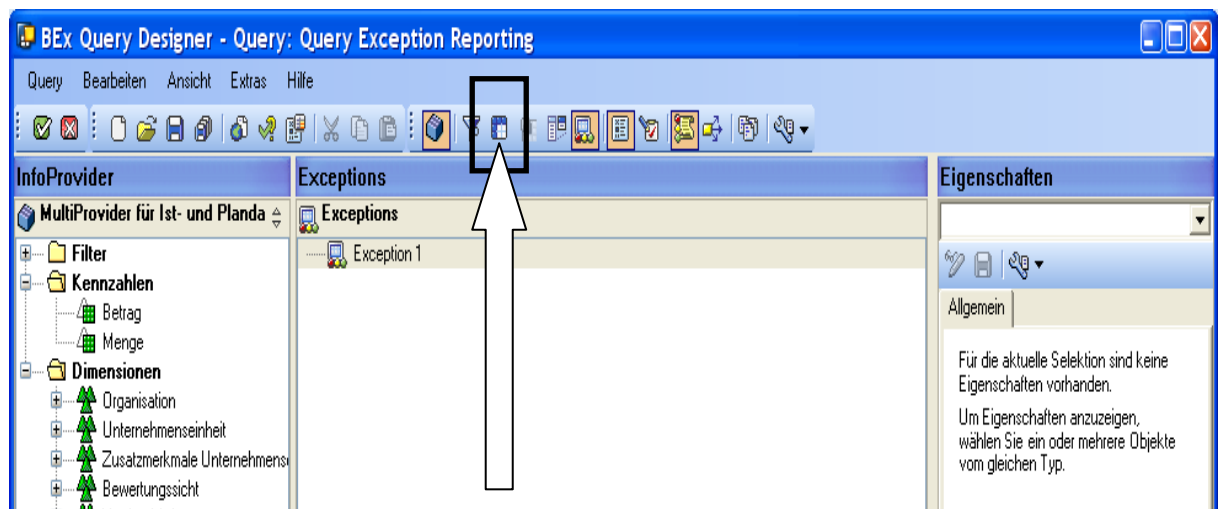 BEx Query Designer - Query: Query Exception Reporting
Query Bearbeiten Ansicht Extras Hilfe
InfoProvider
MultiProvider für Ist- und Planda
Filter
Kennzahlen
Betrag
Menge
Dimensionen
Organisation
Unternehmenseinheit
Zusatzmerkmale Unternehmens
Bewertungssicht
Exceptions
Exceptions
Exception 1
Eigenschaften
Allgemein
Für die aktuelle Selektion sind keine
Eigenschaften vorhanden.
Um Eigenschaften anzuzeigen,
wählen Sie ein oder mehrere Objekte
vom gleichen Typ.